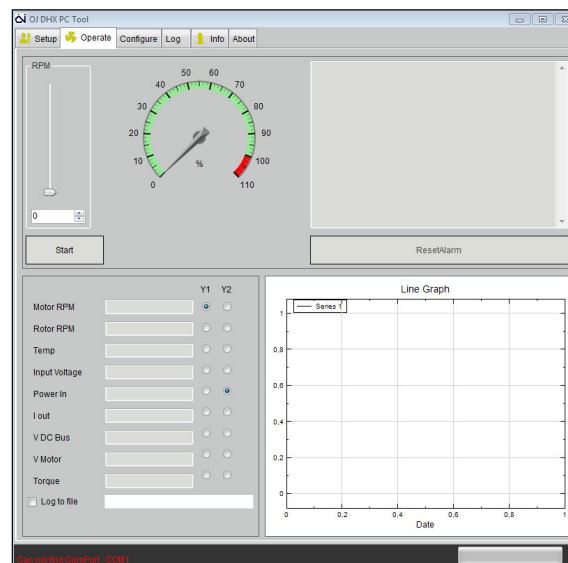 OJ DHX PC Tool
Setup Operate Configure Log Info About
RPM
0
Start
0 10 20 30 40 50 60 70 80 90 100 110
%
ResetAlarm
Y1 Y2
Motor RPM
Rotor RPM
Temp
Input Voltage
Power In
I out
V DC Bus
V Motor
Torque
Log to file
Line Graph
Series 1
1
0,8
0,6
0,4
0,2
0
0 0,2 0,4 0,6 0,8 1
Date
Can not find ComPort : COM1